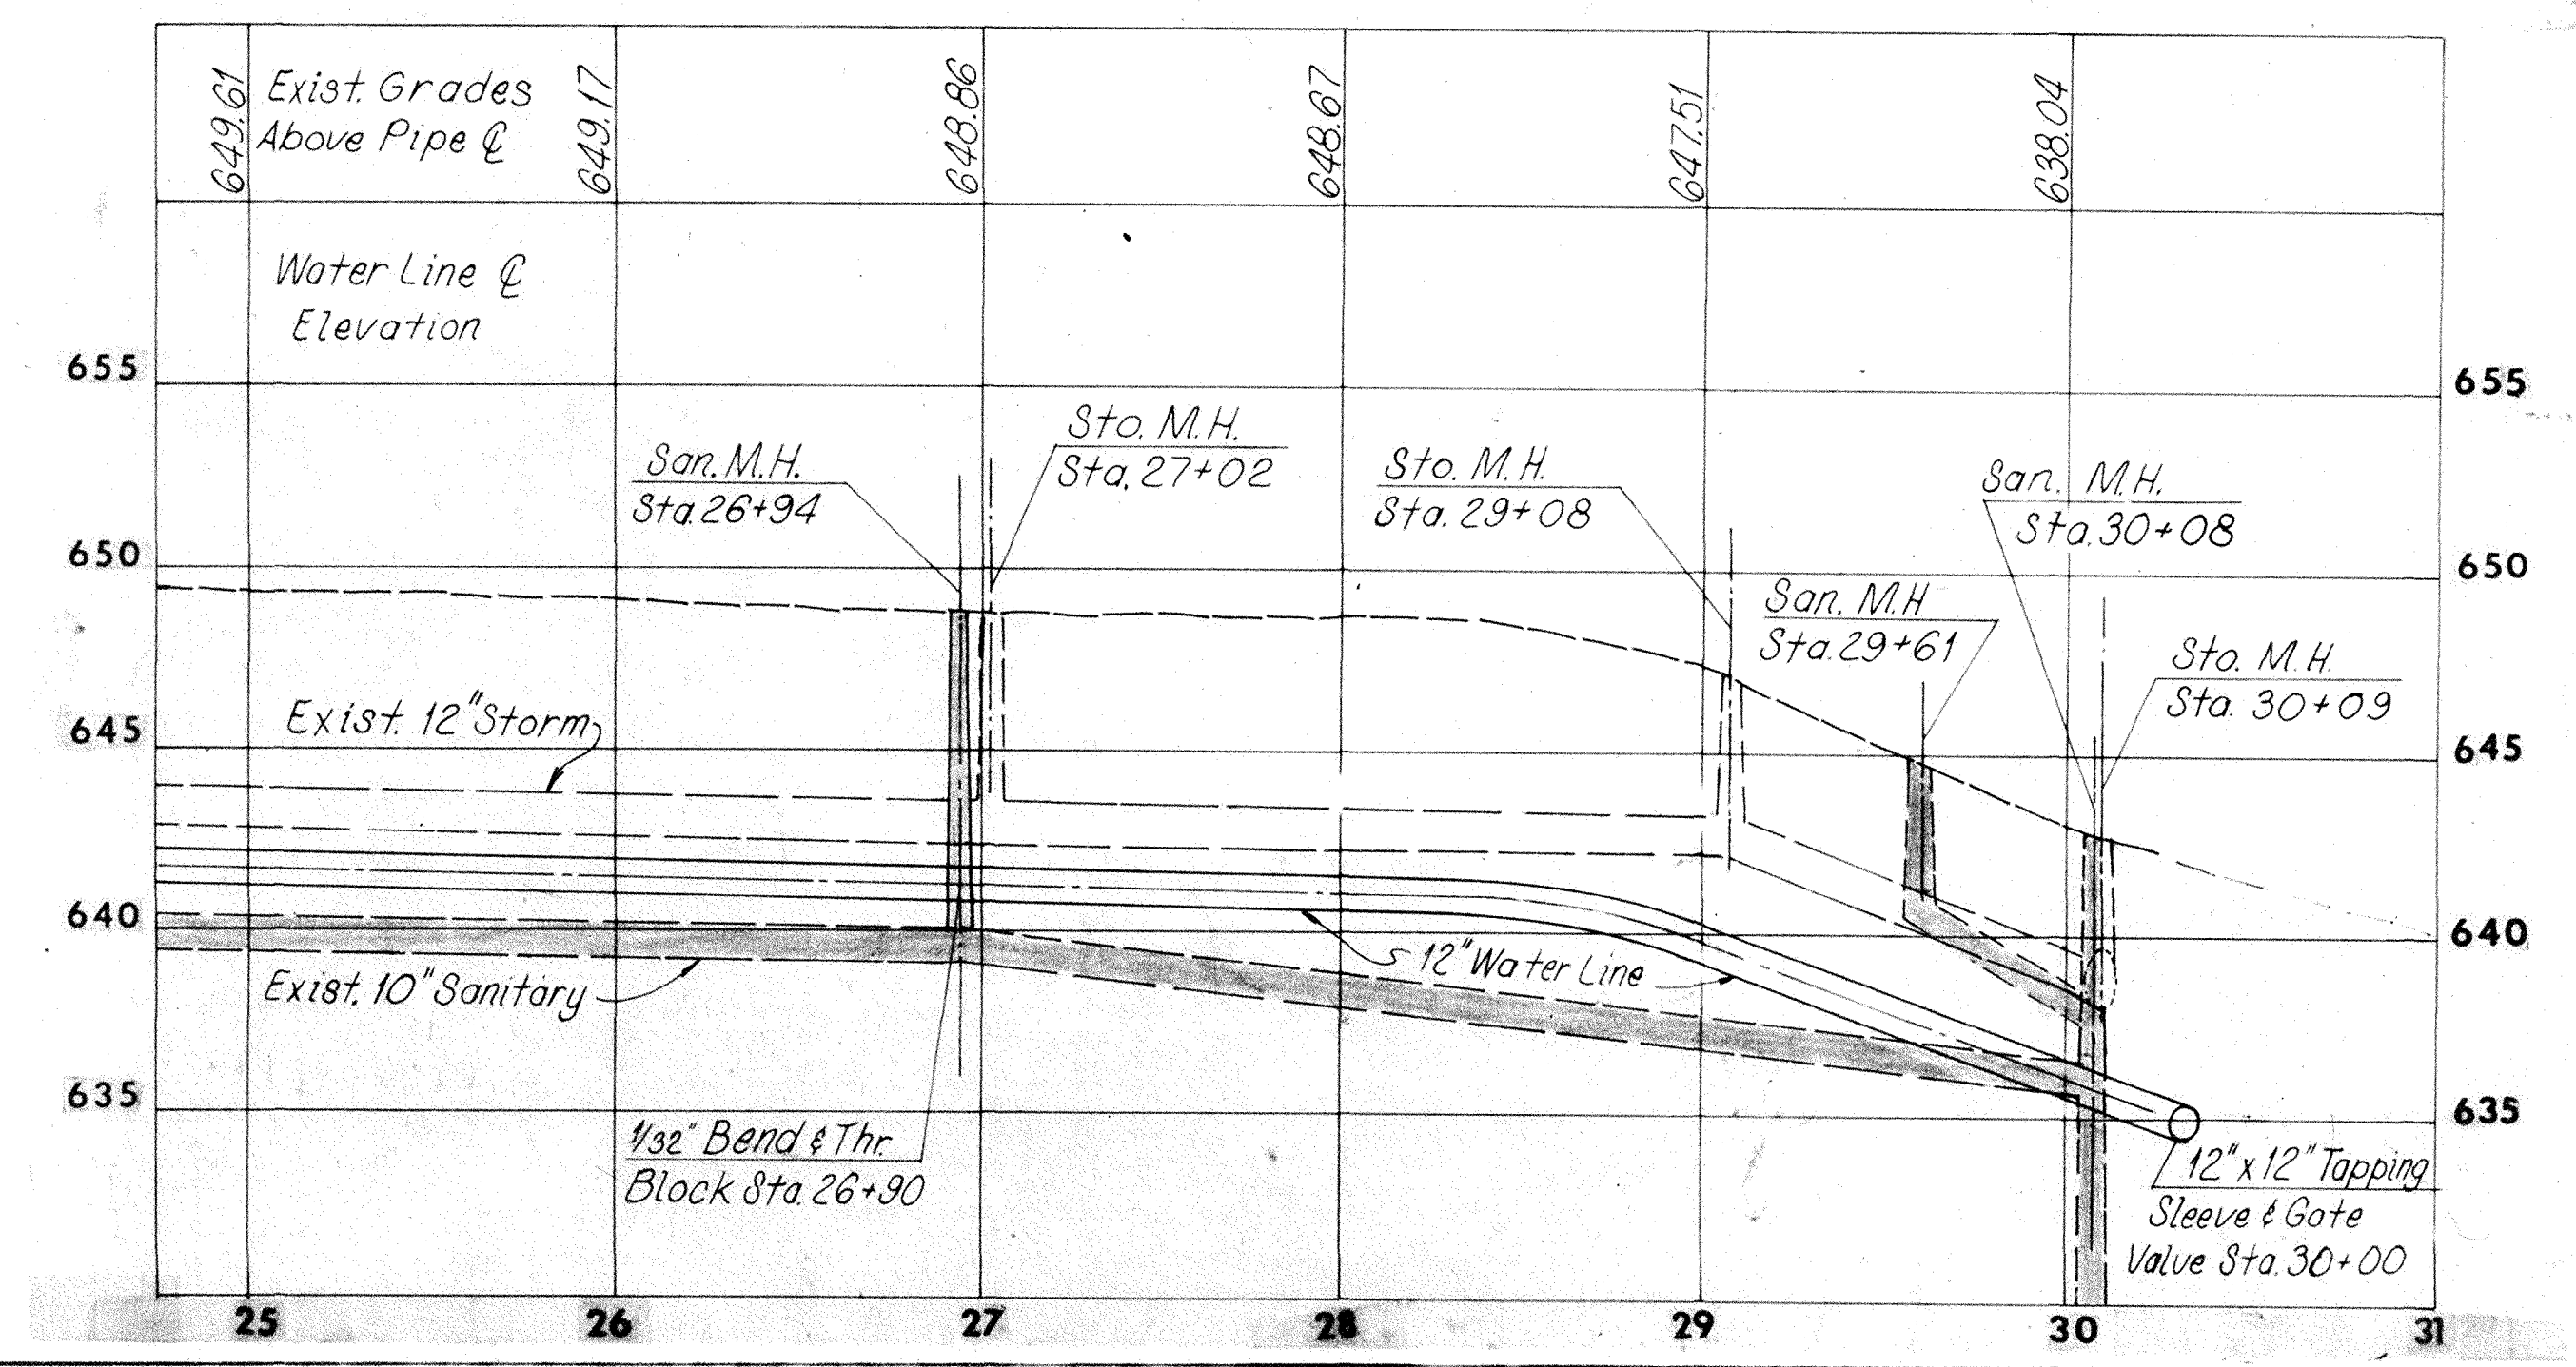 649.61
Exist. Grades
Above Pipe ℄
649.17
648.86
648.67
647.51
638.04
Water Line ℄
Elevation
655
655
San. M.H.
Sta. 26+94
Sto. M.H.
Sta. 27+02
Sto. M.H.
Sta. 29+08
San. M.H.
Sta. 30+08
650
650
San. M.H
Sta. 29+61
Sto. M.H.
Sta. 30+09
Exist. 12" Storm
645
645
640
640
12" Water Line
Exist. 10" Sanitary
635
635
1/32" Bend & Thr.
Block Sta. 26+90
12" x 12" Tapping
Sleeve & Gate
Valve Sta. 30+00
25
26
27
28
29
30
31